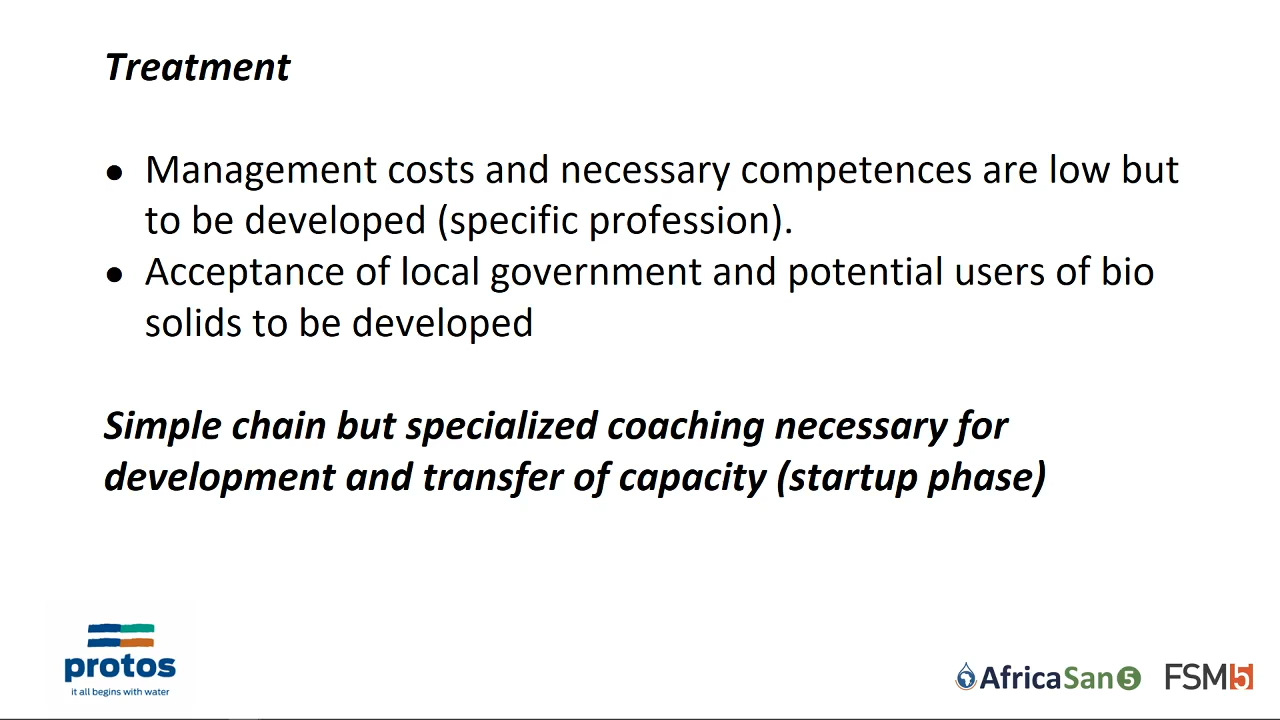 Treatment
● Management costs and necessary competences are low but
to be developed (specific profession).
● Acceptance of local government and potential users of bio
solids to be developed
Simple chain but specialized coaching necessary for
development and transfer of capacity (startup phase)
protos
it all begins with water
AfricaSan5
FSM5